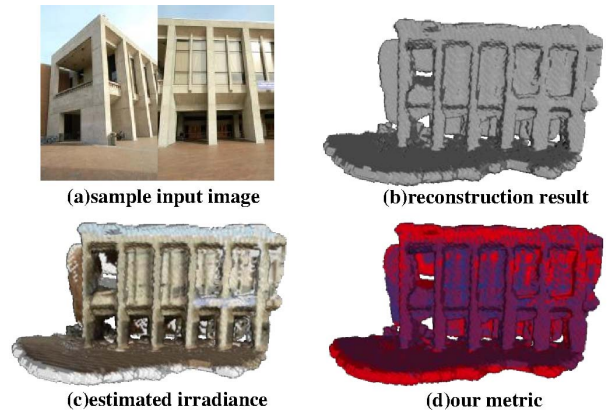 (a)sample input image
(b)reconstruction result
(c)estimated irradiance
(d)our metric